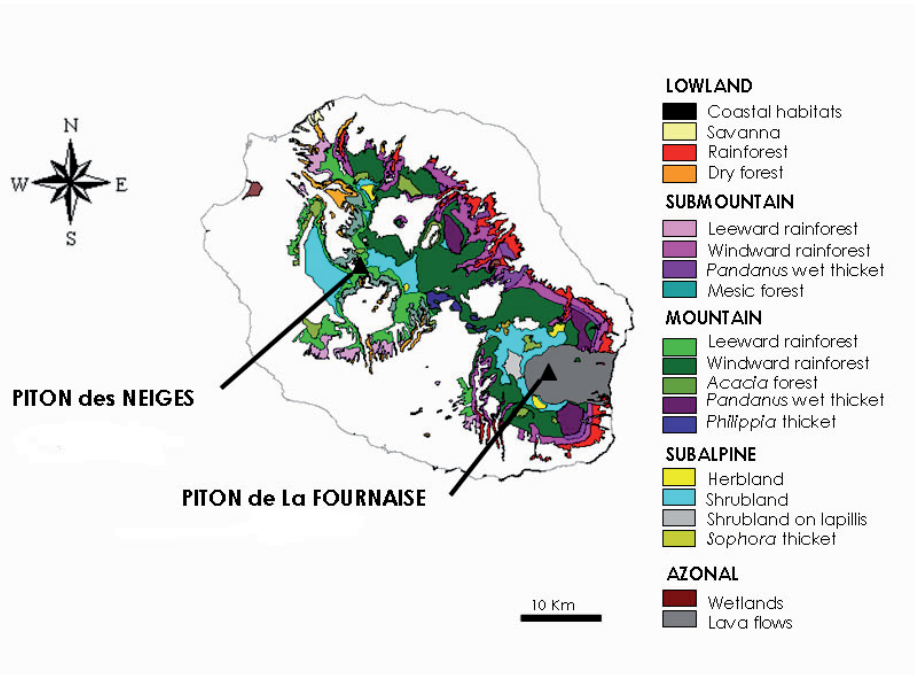 N
W E
S
PITON des NEIGES
PITON de La FOURNAISE
10 Km
LOWLAND
Coastal habitats
Savanna
Rainforest
Dry forest
SUBMOUNTAIN
Leeward rainforest
Windward rainforest
Pandanus wet thicket
Mesic forest
MOUNTAIN
Leeward rainforest
Windward rainforest
Acacia forest
Pandanus wet thicket
Philippia thicket
SUBALPINE
Herbland
Shrubland
Shrubland on lapillis
Sophora thicket
AZONAL
Wetlands
Lava flows